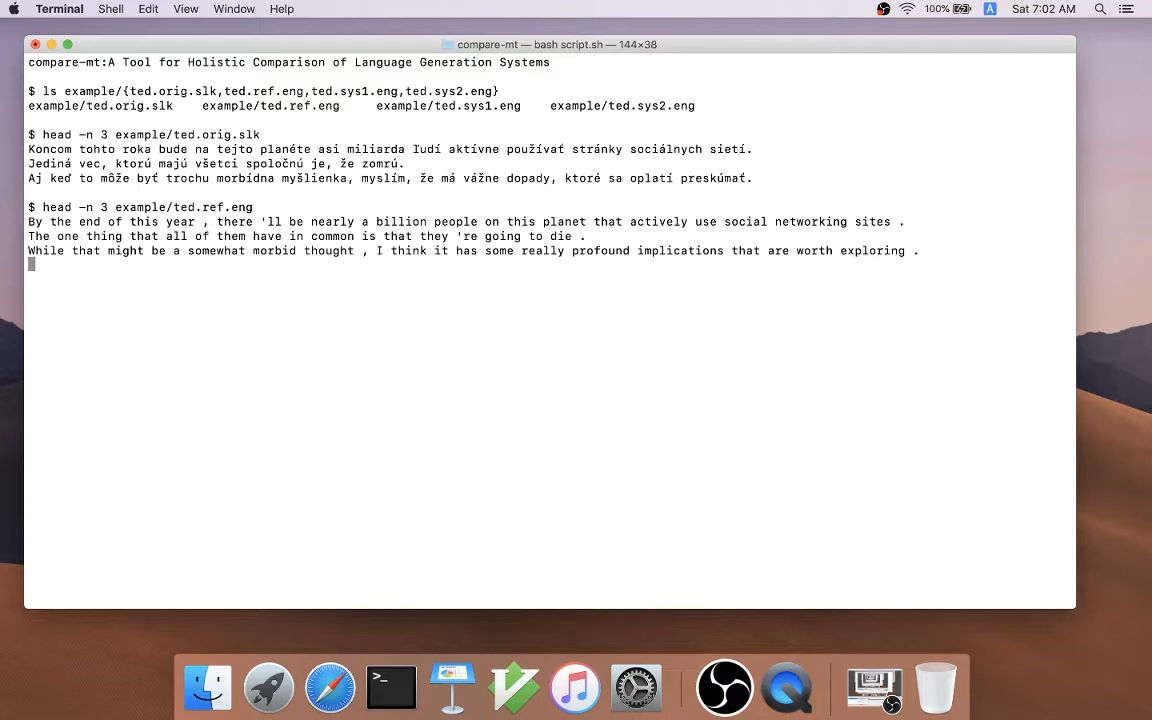 Terminal Shell Edit View Window Help 100% A Sat 7:02 AM
compare-mt — bash script.sh — 144×38
compare-mt:A Tool for Holistic Comparison of Language Generation Systems
$ ls example/{ted.orig.slk,ted.ref.eng,ted.sys1.eng,ted.sys2.eng}
example/ted.orig.slk example/ted.ref.eng example/ted.sys1.eng example/ted.sys2.eng
$ head -n 3 example/ted.orig.slk
Koncom tohto roka bude na tejto planéte asi miliarda ľudí aktívne používať stránky sociálnych sietí.
Jediná vec, ktorú majú všetci spoločnú je, že zomrú.
Aj keď to môže byť trochu morbídna myšlienka, myslím, že má vážne dopady, ktoré sa oplatí preskúmať.
$ head -n 3 example/ted.ref.eng
By the end of this year , there 'll be nearly a billion people on this planet that actively use social networking sites .
The one thing that all of them have in common is that they 're going to die .
While that might be a somewhat morbid thought , I think it has some really profound implications that are worth exploring .
>_